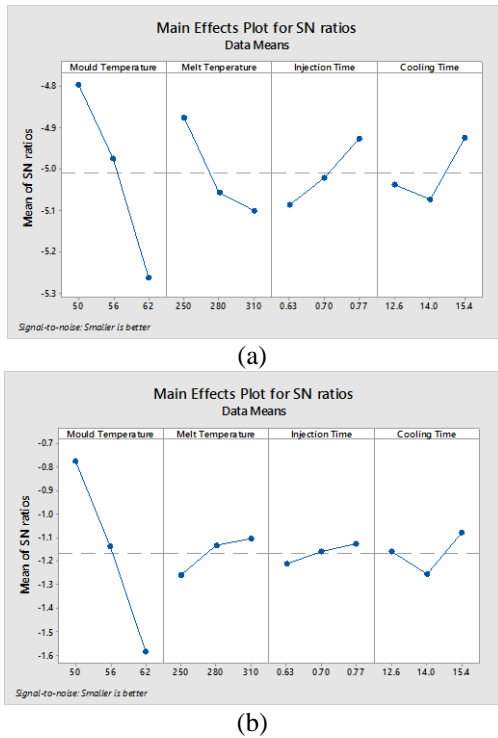 Main Effects Plot for SN ratios
Data Means
Mould Temperature Melt Tenperature Injection Time Cooling Time
Mean of SN ratios
-4.8
-4.9
-5.0
-5.1
-5.2
-5.3
50 56 62 250 280 310 0.63 0.70 0.77 12.6 14.0 15.4
Signal-to-noise: Smaller is better
(a)
Main Effects Plot for SN ratios
Data Means
Mould Temperature Melt Temperature Injection Time Cooling Time
Mean of SN ratios
-0.7
-0.8
-0.9
-1.0
-1.1
-1.2
-1.3
-1.4
-1.5
-1.6
50 56 62 250 280 310 0.63 0.70 0.77 12.6 14.0 15.4
Signal-to-noise: Smaller is better
(b)